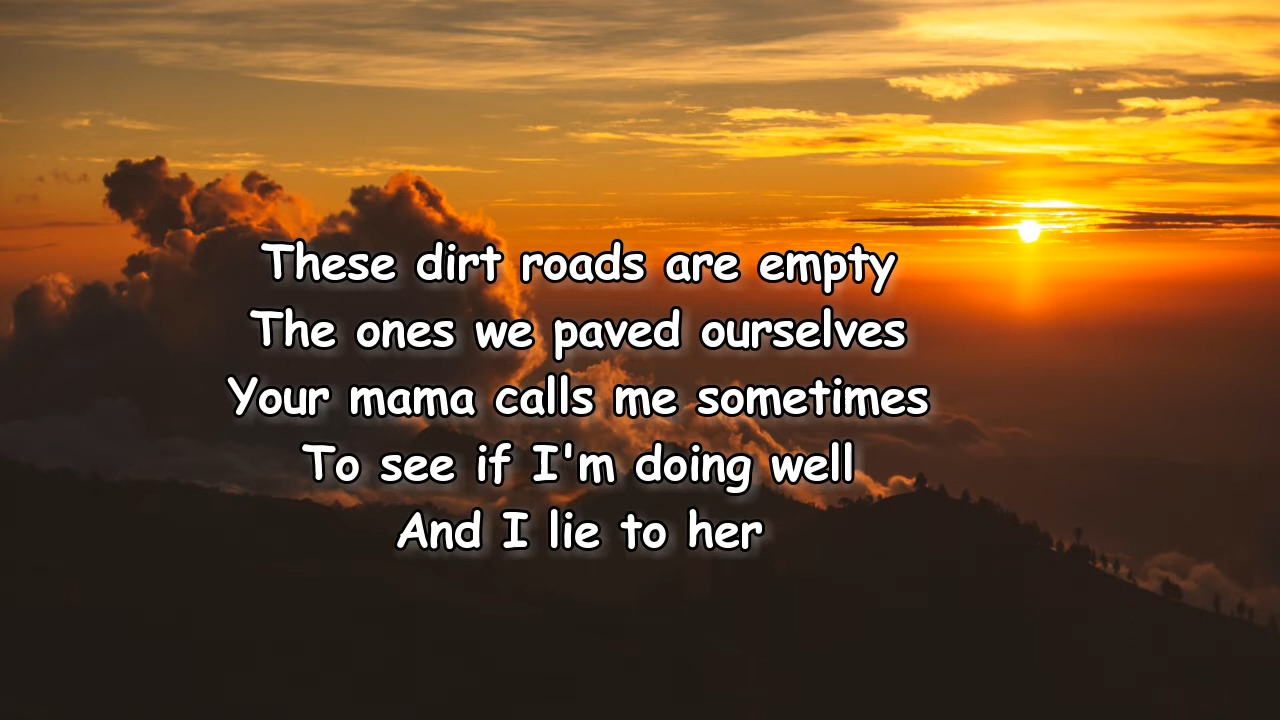 These dirt roads are empty
The ones we paved ourselves
Your mama calls me sometimes
To see if I'm doing well
And I lie to her